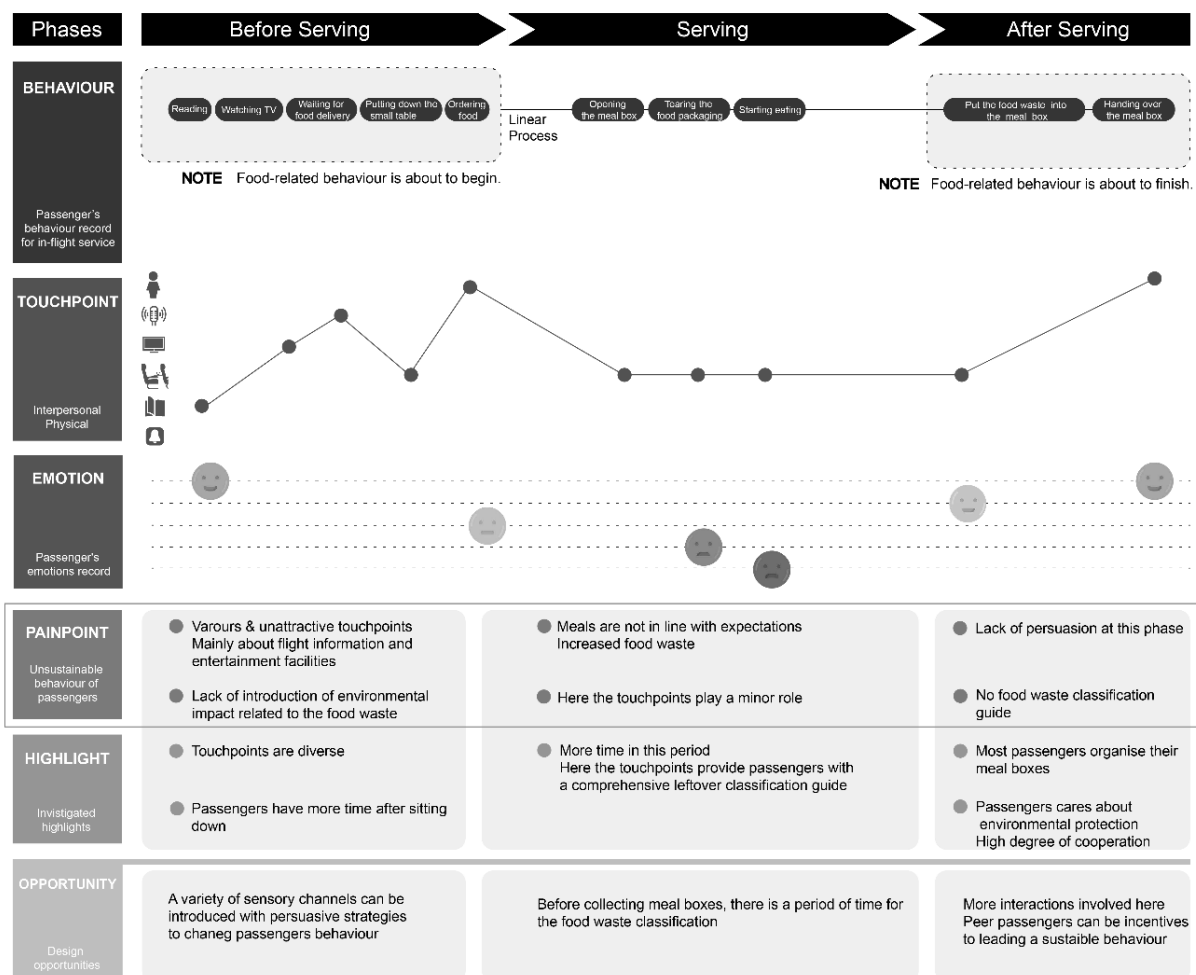 Phases
Before Serving
Serving
After Serving
BEHAVIOUR
Passenger's
behaviour record
for in-flight service
Reading
Watching TV
Waiting for
food delivery
Putting down the
small table
Ordering
food
Linear
Process
Opening
the meal box
Tearing the
food packaging
Starting eating
Put the food waste into
the meal box
Handing over
the meal box
NOTE Food-related behaviour is about to begin.
NOTE Food-related behaviour is about to finish.
TOUCHPOINT
Interpersonal
Physical
EMOTION
Passenger's
emotions record
PAINPOINT
Unsustainable
behaviour of
passengers
Varours & unattractive touchpoints
Mainly about flight information and
entertainment facilities
Lack of introduction of environmental
impact related to the food waste
Meals are not in line with expectations
Increased food waste
Here the touchpoints play a minor role
Lack of persuasion at this phase
No food waste classification
guide
HIGHLIGHT
Invistigated
highlights
Touchpoints are diverse
Passengers have more time after sitting
down
More time in this period
Here the touchpoints provide passengers with
a comprehensive leftover classification guide
Most passengers organise their
meal boxes
Passengers cares about
environmental protection
High degree of cooperation
OPPORTUNITY
Design
opportunities
A variety of sensory channels can be
introduced with persuasive strategies
to chaneg passengers behaviour
Before collecting meal boxes, there is a period of time for
the food waste classification
More interactions involved here
Peer passengers can be incentives
to leading a sustaible behaviour